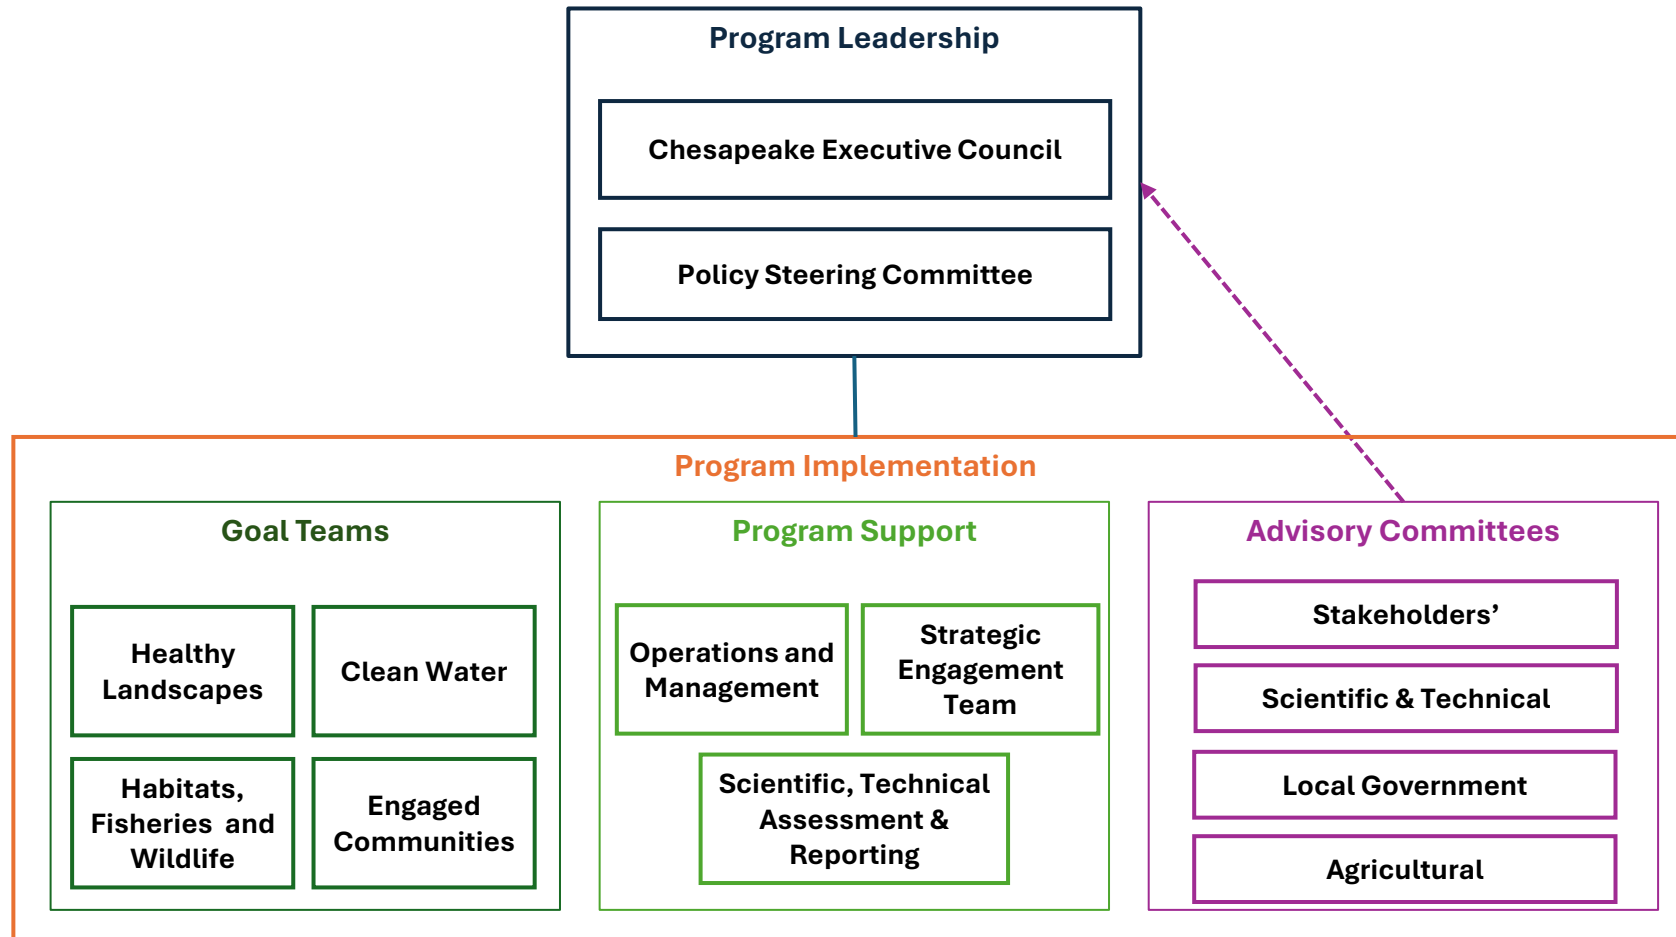 Program Leadership
Chesapeake Executive Council
Policy Steering Committee
Program Implementation
Goal Teams
Healthy
Landscapes
Clean Water
Habitats,
Fisheries and
Wildlife
Engaged
Communities
Program Support
Operations and
Management
Strategic
Engagement
Team
Scientific, Technical
Assessment &
Reporting
Advisory Committees
Stakeholders’
Scientific & Technical
Local Government
Agricultural